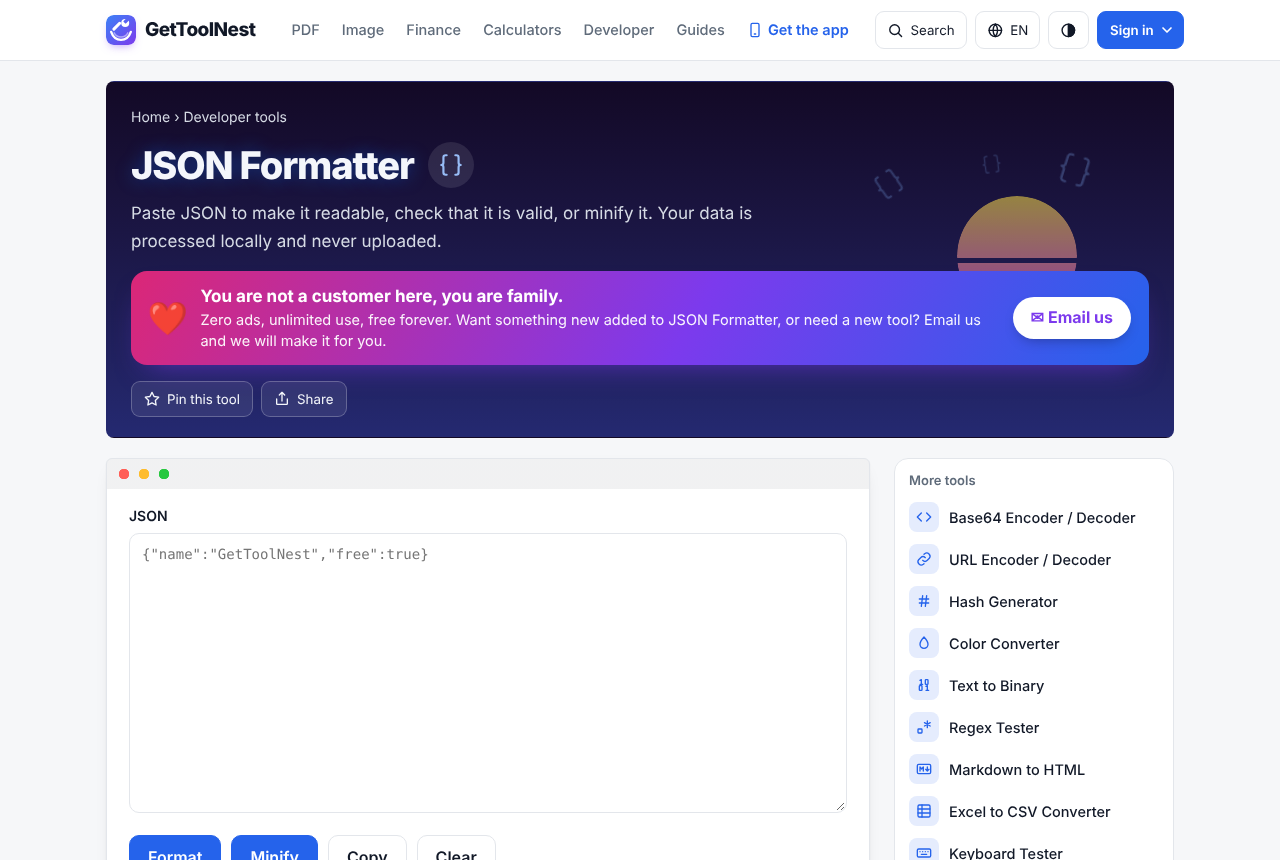 GetToolNest
PDF
Image
Finance
Calculators
Developer
Guides
Get the app
Search
EN
Sign in
Home › Developer tools
JSON Formatter
{ }
Paste JSON to make it readable, check that it is valid, or minify it. Your data is
processed locally and never uploaded.
You are not a customer here, you are family.
Zero ads, unlimited use, free forever. Want something new added to JSON Formatter, or need a new tool? Email us
and we will make it for you.
✉ Email us
Pin this tool
Share
JSON
{"name":"GetToolNest","free":true}
Format
Minify
Copy
Clear
More tools
Base64 Encoder / Decoder
URL Encoder / Decoder
Hash Generator
Color Converter
Text to Binary
Regex Tester
Markdown to HTML
Excel to CSV Converter
Keyboard Tester